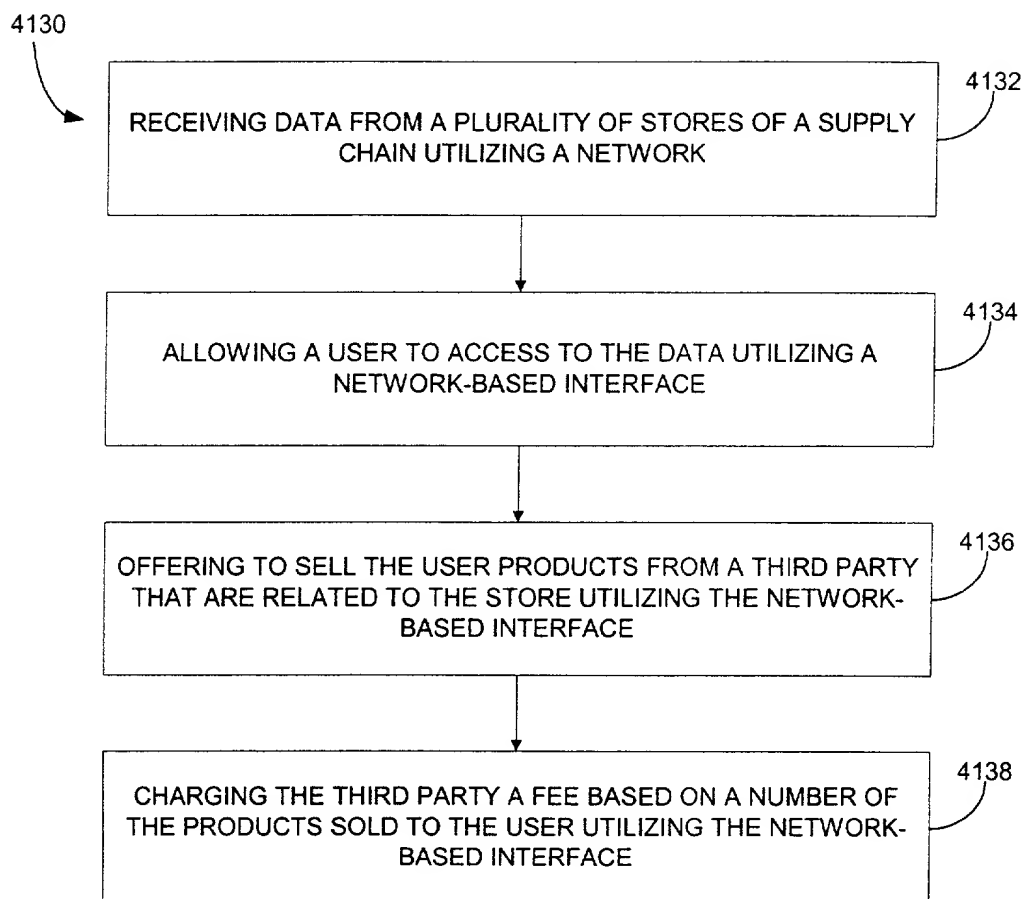 4130
4132
RECEIVING DATA FROM A PLURALITY OF STORES OF A SUPPLY
CHAIN UTILIZING A NETWORK
4134
ALLOWING A USER TO ACCESS TO THE DATA UTILIZING A
NETWORK-BASED INTERFACE
4136
OFFERING TO SELL THE USER PRODUCTS FROM A THIRD PARTY
THAT ARE RELATED TO THE STORE UTILIZING THE NETWORK-
BASED INTERFACE
4138
CHARGING THE THIRD PARTY A FEE BASED ON A NUMBER OF
THE PRODUCTS SOLD TO THE USER UTILIZING THE NETWORK-
BASED INTERFACE